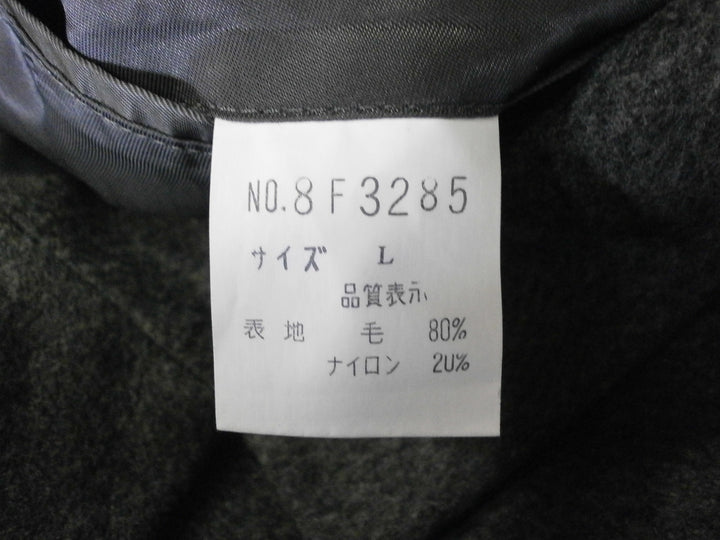 NO.8F3285
サイズ L
品質表示
表地 毛 80%
ナイロン 20%